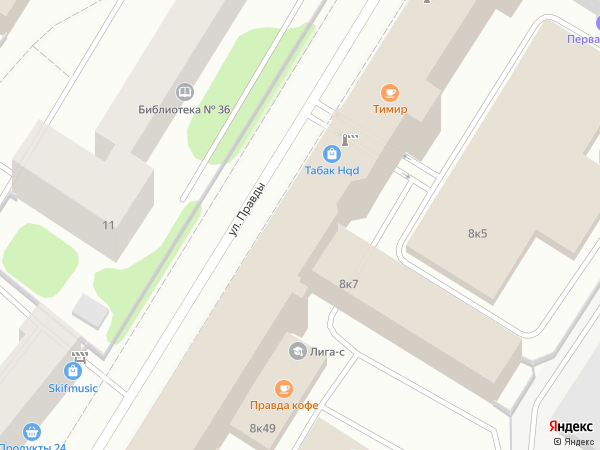 Перва
Библиотека № 36
Тимир
Табак Hqd
ул. Правды
11
8к5
8к7
Лига-с
Skifmusic
Правда кофе
8к49
Продукты 24
Яндекс
© Яндекс